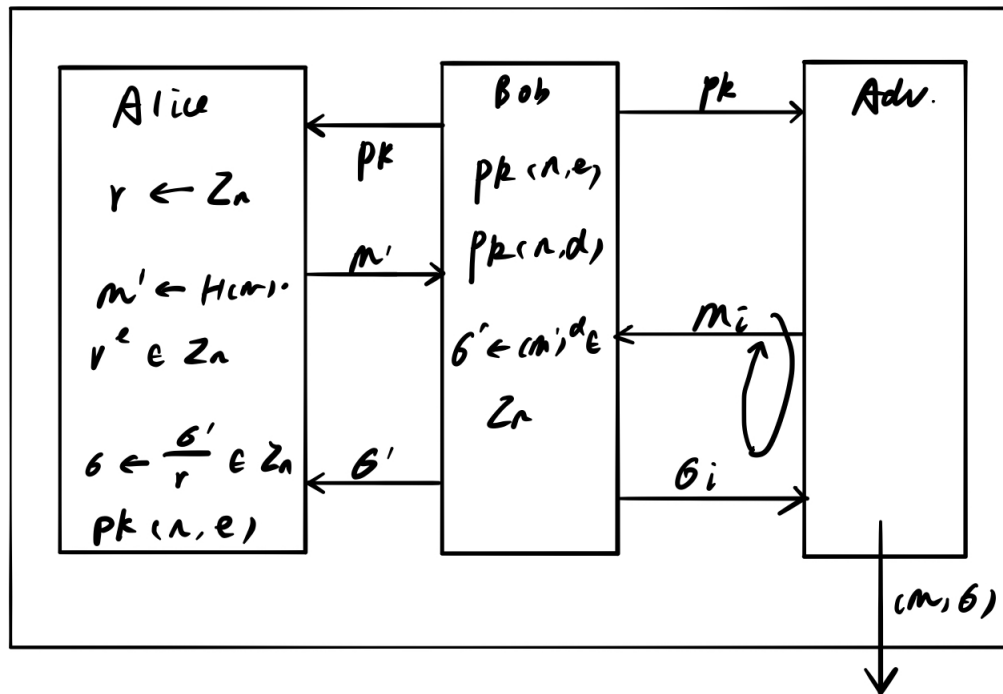 Alice
r ← Zn
m' ← H(m).
r^e ∈ Zn
σ ← σ'/r ∈ Zn
pk (n, e)
pk
m'
σ'
Bob
pk (n, e)
pk (n, d)
σ' ← (m')^d ∈
Zn
pk
mi
σi
Adv.
(m, σ)